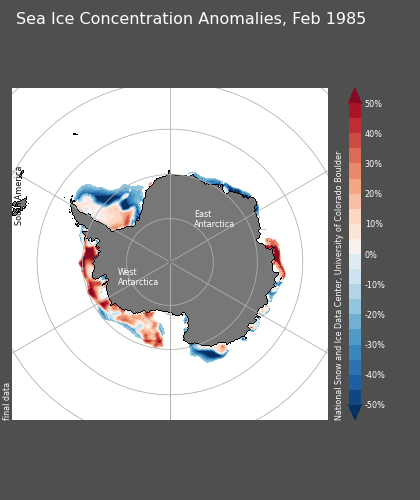 Sea Ice Concentration Anomalies, Feb 1985
South America
East
Antarctica
West
Antarctica
final data
50%
40%
30%
20%
10%
0%
-10%
-20%
-30%
-40%
-50%
National Snow and Ice Data Center, University of Colorado Boulder